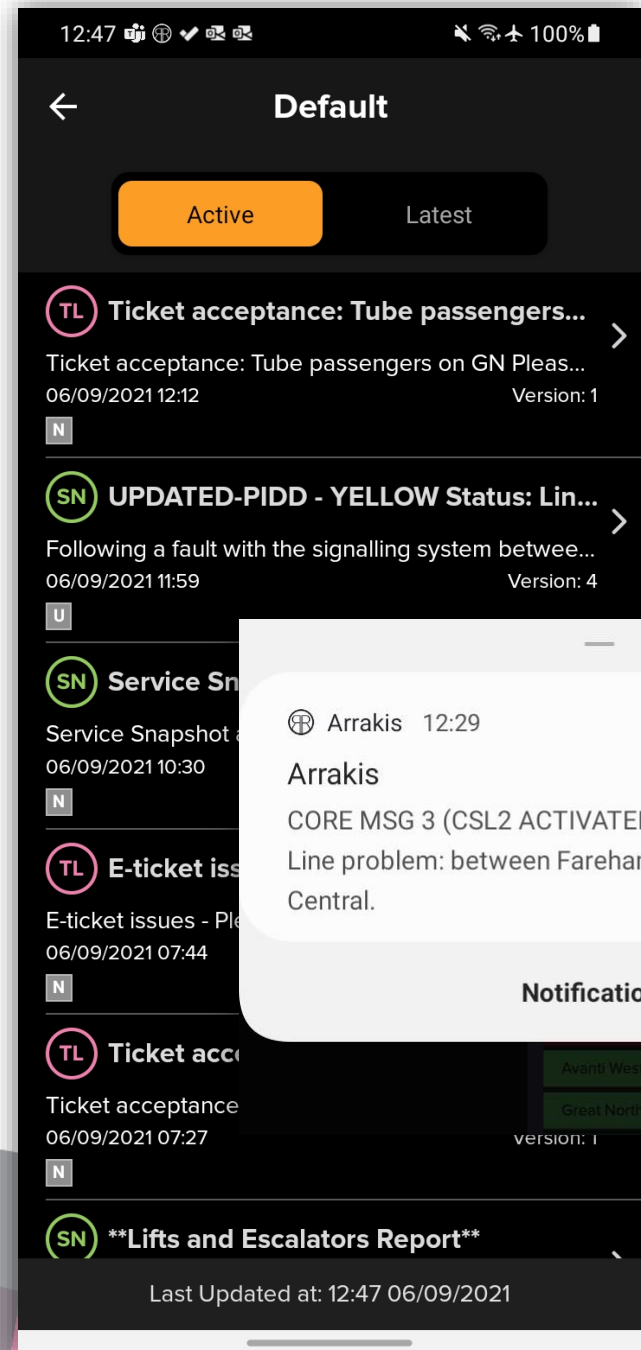 12:47
100%
Default
Active
Latest
TL Ticket acceptance: Tube passengers...
Ticket acceptance: Tube passengers on GN Pleas...
06/09/2021 12:12 Version: 1
N
SN UPDATED-PIDD - YELLOW Status: Lin...
Following a fault with the signalling system betwee...
06/09/2021 11:59 Version: 4
U
SN Service Sn
Service Snapshot
06/09/2021 10:30
N
TL E-ticket iss
E-ticket issues - Ple
06/09/2021 07:44
N
TL Ticket acc
Ticket acceptance
06/09/2021 07:27 Version: 1
N
SN **Lifts and Escalators Report**
Last Updated at: 12:47 06/09/2021
Arrakis 12:29
Arrakis
CORE MSG 3 (CSL2 ACTIVATE
Line problem: between Fareha
Central.
Notificatio
Avanti Wes
Great North